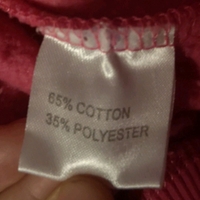 65% COTTON
35% POLYESTER